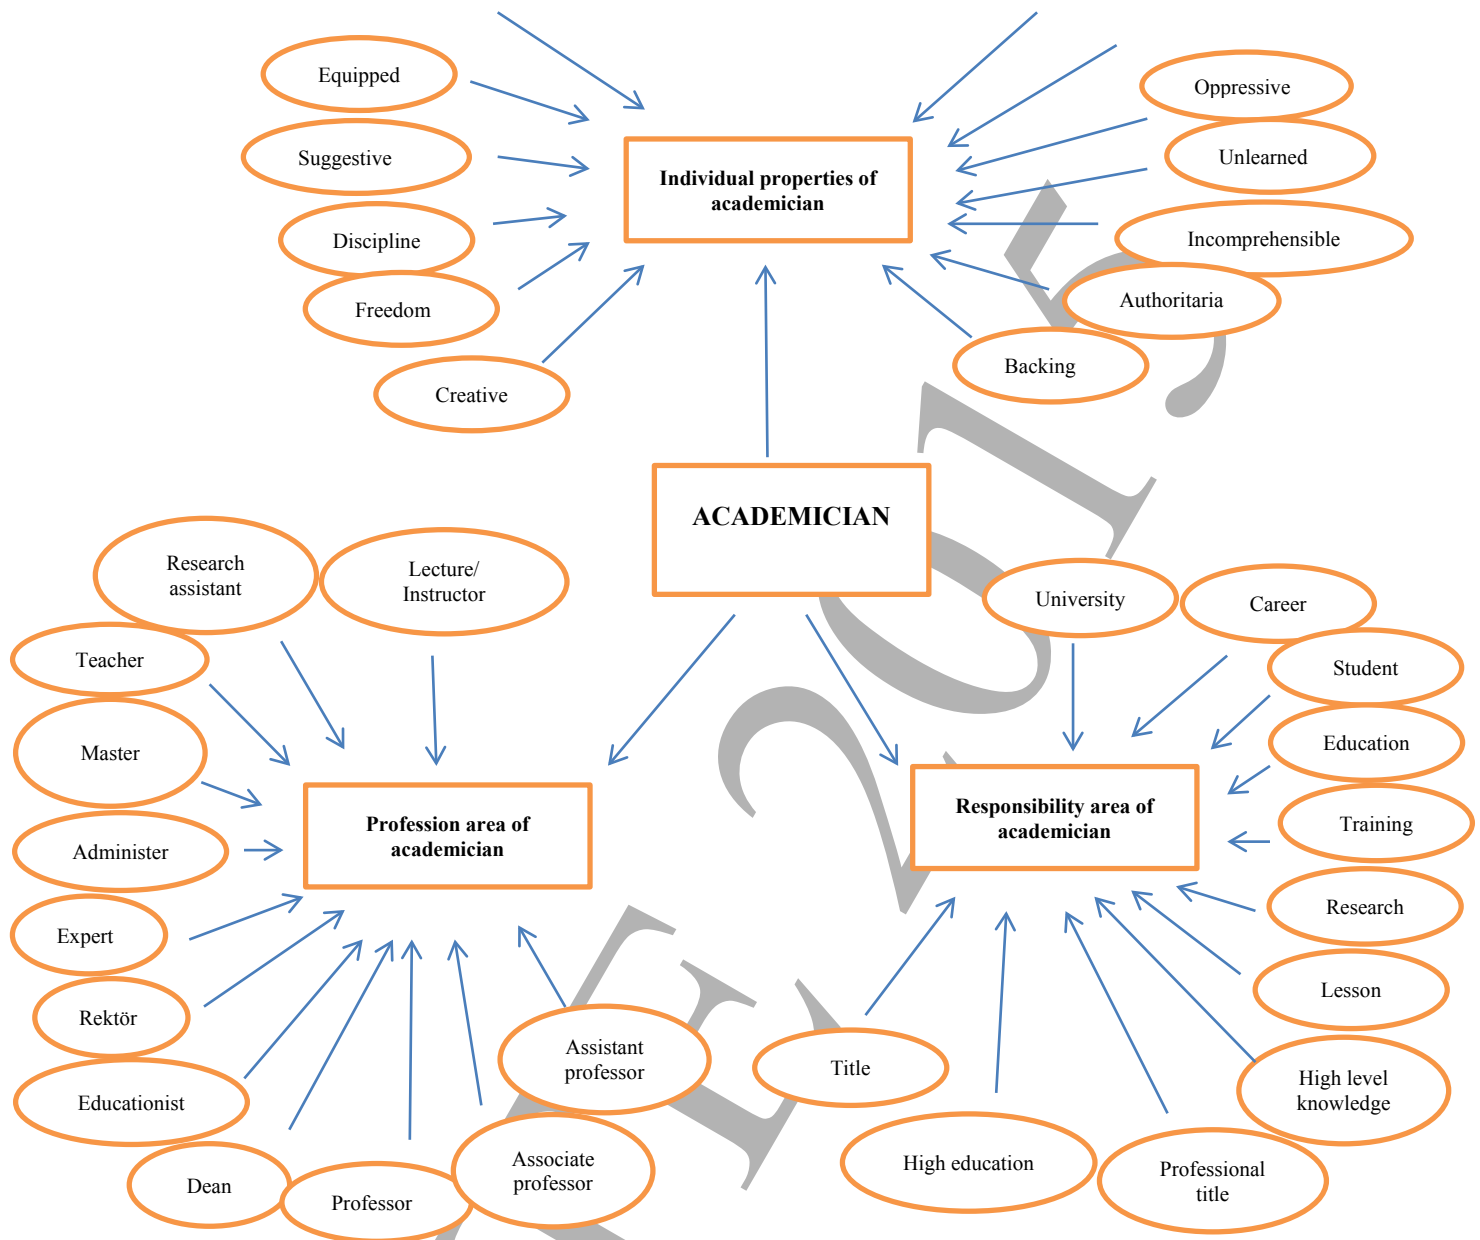 Equipped
Oppressive
Suggestive
Unlearned
Individual properties of
academician
Discipline
Incomprehensible
Freedom
Authoritaria
Backing
Creative
ACADEMICIAN
Research
assistant
Lecture/
Instructor
University
Career
Teacher
Student
Master
Education
Profession area of
academician
Responsibility area of
academician
Administer
Training
Expert
Research
Rektör
Lesson
Educationist
Assistant
professor
Title
High level
knowledge
Dean
Professor
Associate
professor
High education
Professional
title